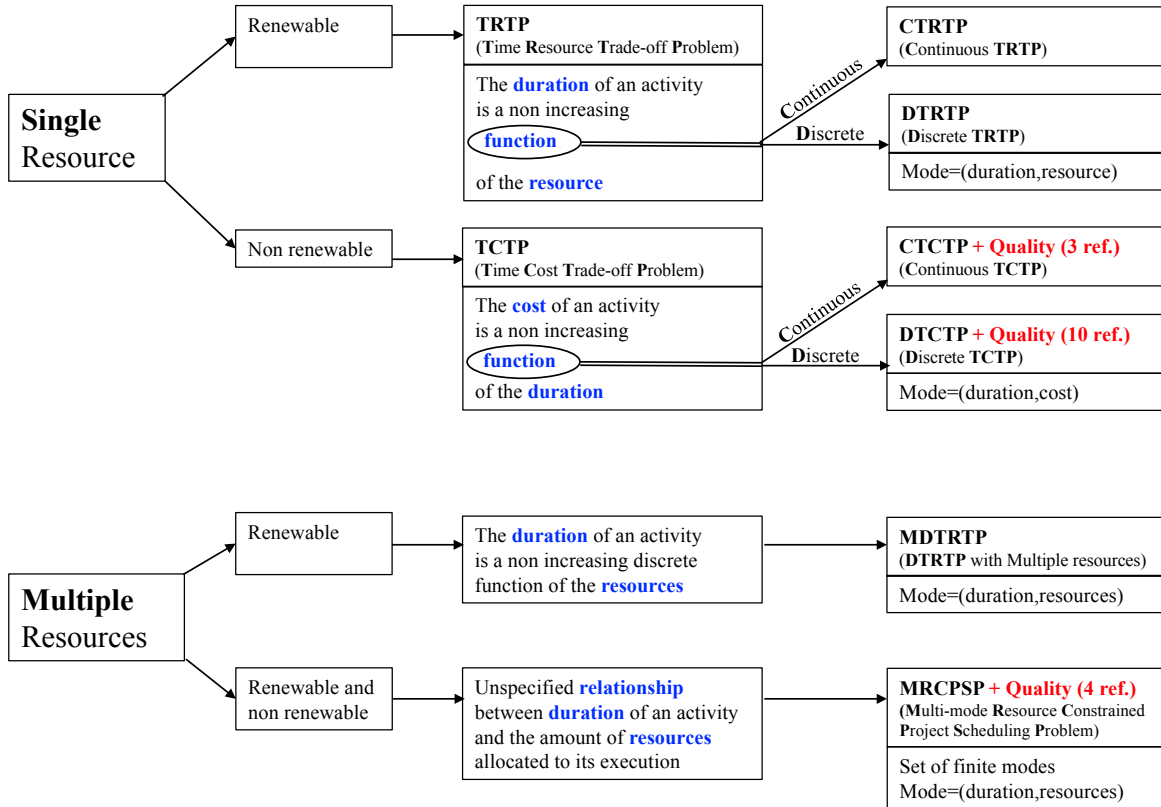 Single
Resource
Renewable
TRTP
(Time Resource Trade-off Problem)
The duration of an activity
is a non increasing
function
of the resource
Continuous
Discrete
CTRTP
(Continuous TRTP)
DTRTP
(Discrete TRTP)
Mode=(duration,resource)
Non renewable
TCTP
(Time Cost Trade-off Problem)
The cost of an activity
is a non increasing
function
of the duration
Continuous
Discrete
CTCTP + Quality (3 ref.)
(Continuous TCTP)
DTCTP + Quality (10 ref.)
(Discrete TCTP)
Mode=(duration,cost)
Multiple
Resources
Renewable
The duration of an activity
is a non increasing discrete
function of the resources
MDTRTP
(DTRTP with Multiple resources)
Mode=(duration,resources)
Renewable and
non renewable
Unspecified relationship
between duration of an activity
and the amount of resources
allocated to its execution
MRCPSP + Quality (4 ref.)
(Multi-mode Resource Constrained
Project Scheduling Problem)
Set of finite modes
Mode=(duration,resources)